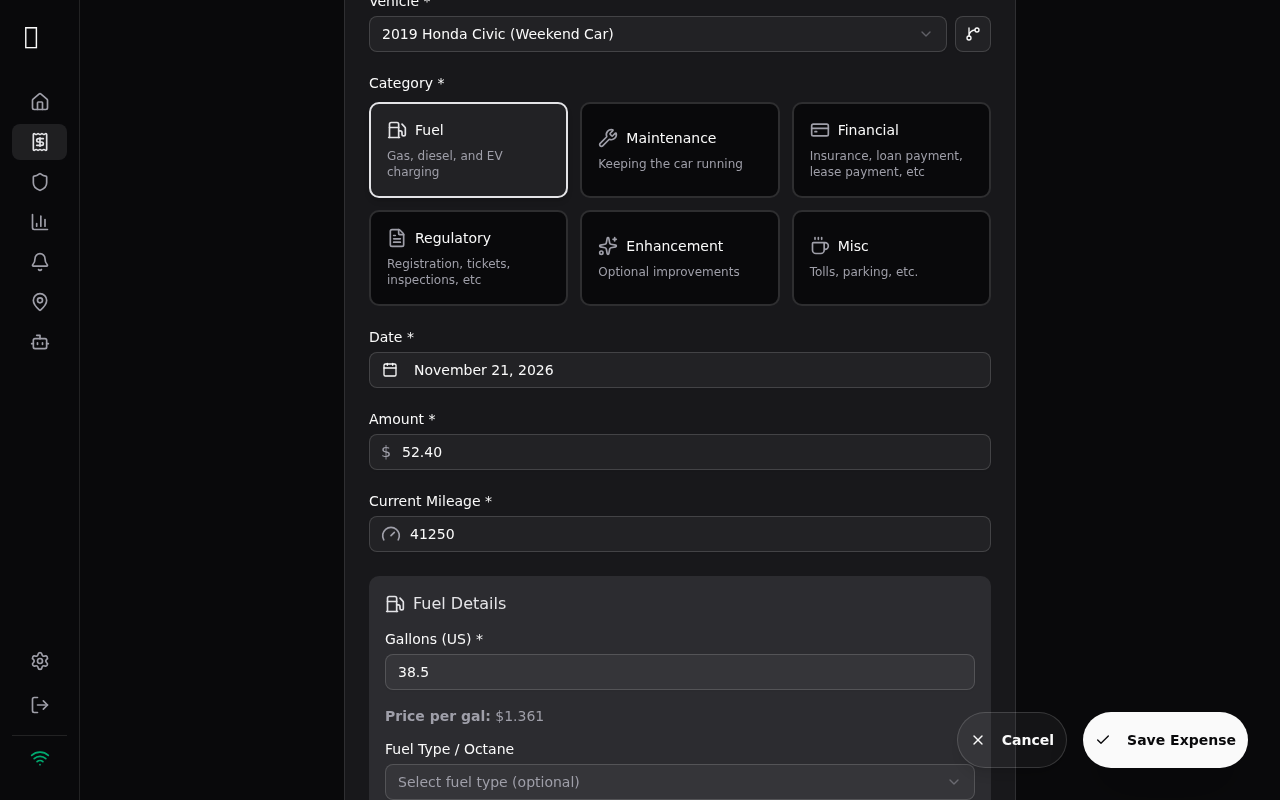 Vehicle *
2019 Honda Civic (Weekend Car)
Category *
Fuel
Gas, diesel, and EV
charging
Maintenance
Keeping the car running
Financial
Insurance, loan payment,
lease payment, etc
Regulatory
Registration, tickets,
inspections, etc
Enhancement
Optional improvements
Misc
Tolls, parking, etc.
Date *
November 21, 2026
Amount *
$ 52.40
Current Mileage *
41250
Fuel Details
Gallons (US) *
38.5
Price per gal: $1.361
Fuel Type / Octane
Select fuel type (optional)
Cancel
Save Expense